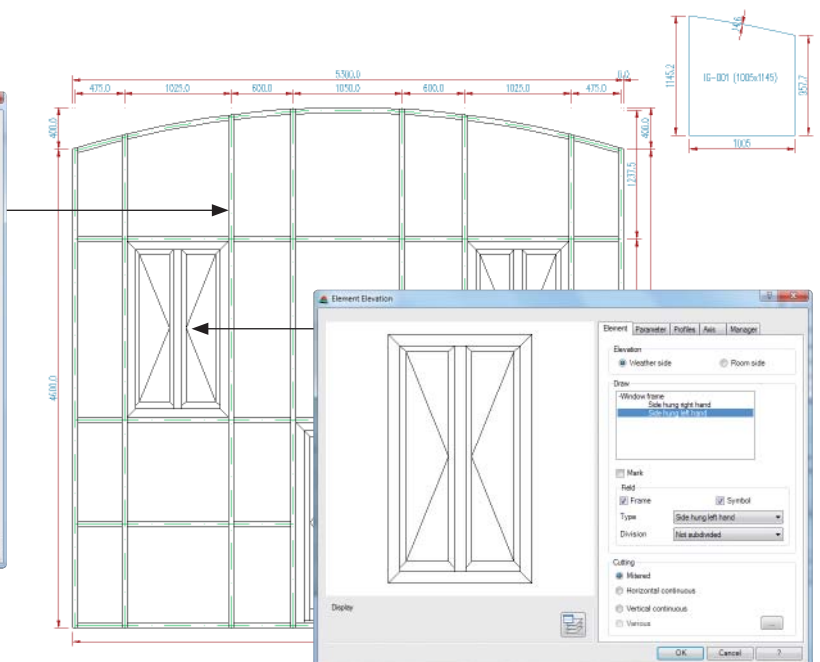 1145,2
IG-001 (1005x1145)
1005
5300,0
475,0
1025,0
600,0
1050,0
600,0
1025,0
475,0
400,0
400,0
1237,5
4600,0
Element Elevation
Element
Parameter
Profiles
Axis
Manager
Elevation
Weather side
Room side
Draw
-Window frame
Side hung right hand
Side hung left hand
Mark
Field
Frame
Symbol
Type
Side hung left hand
Division
Not subdivided
Cutting
Mitered
Horizontal continuous
Vertical continuous
Various
...
Display
OK
Cancel
?